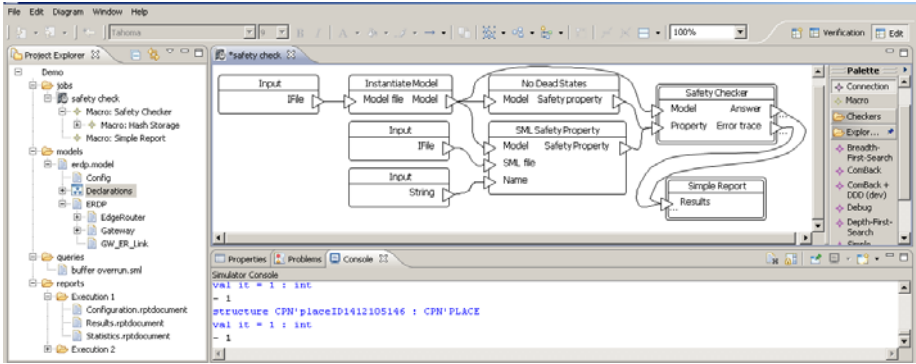 File Edit Diagram Window Help
Tahoma 9 B I A 100% Verification Edit
Project Explorer
Demo
jobs
safety check
Macro: Safety Checker
Macro: Hash Storage
Macro: Simple Report
models
erdp.model
Config
Declarations
ERDP
EdgeRouter
Gateway
GW_ER_Link
queries
buffer overrun.sml
reports
Execution 1
Configuration.rptdocument
Results.rptdocument
Statistics.rptdocument
Execution 2
*safety check
Input
IFile
Instantiate Model
Model file Model
No Dead States
Model Safety property
Safety Checker
Model Answer
Property Error trace
...
Input
IFile
SML Safety Property
Model Safety Property
SML file
Name
Input
String
Simple Report
Results
...
Palette
Connection
Macro
Checkers
Explor...
Breadth-
First-Search
ComBack
ComBack +
DDD (dev)
Debug
Depth-First-
Search
Simple
Properties Problems Console
Simulator Console
val it = 1 : int
- 1
structure CPN'placeID1412105146 : CPN'PLACE
val it = 1 : int
- 1